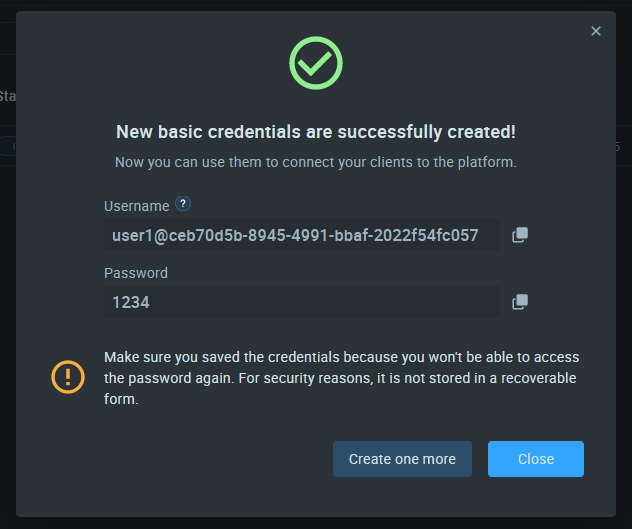 Sta
New basic credentials are successfully created!
Now you can use them to connect your clients to the platform.
Username ?
user1@ceb70d5b-8945-4991-bbaf-2022f54fc057
Password
1234
Make sure you saved the credentials because you won't be able to access
the password again. For security reasons, it is not stored in a recoverable
form.
Create one more
Close